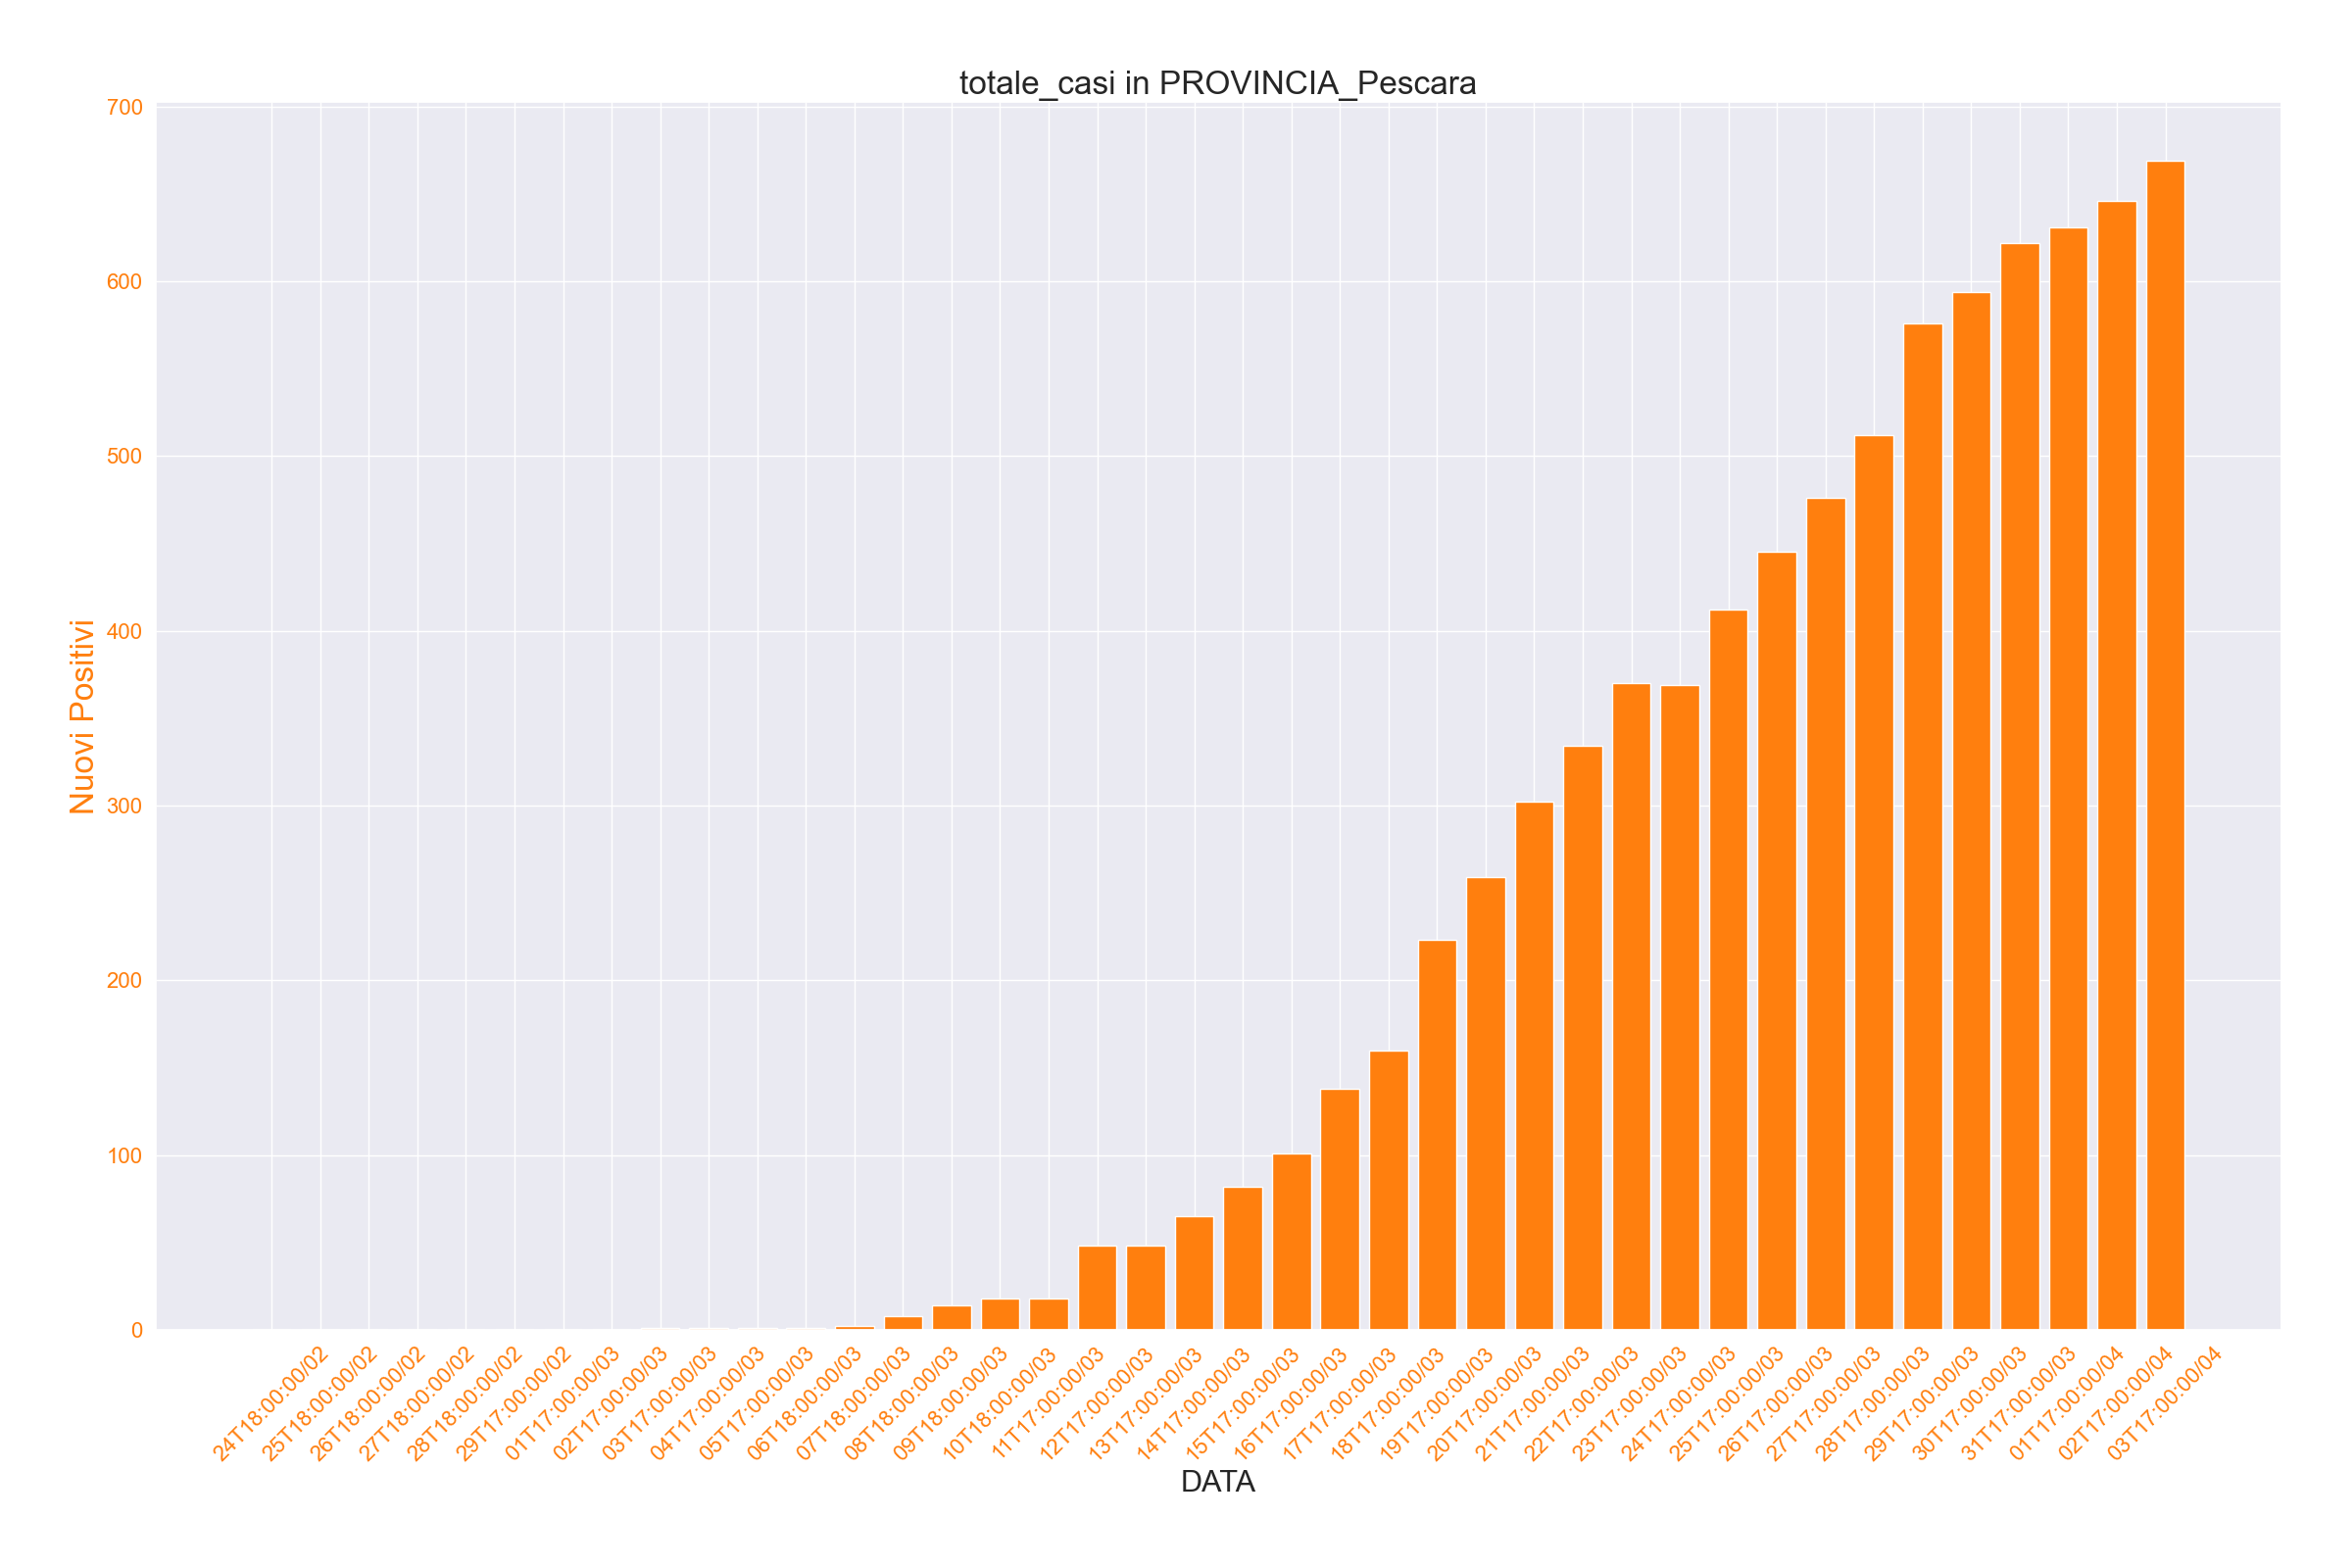 totale_casi in PROVINCIA_Pescara
700
600
500
400
300
200
100
0
Nuovi Positivi
24T18:00:00/02
25T18:00:00/02
26T18:00:00/02
27T18:00:00/02
28T18:00:00/02
29T17:00:00/02
01T17:00:00/03
02T17:00:00/03
03T17:00:00/03
04T17:00:00/03
05T17:00:00/03
06T18:00:00/03
07T18:00:00/03
08T18:00:00/03
09T18:00:00/03
10T18:00:00/03
11T17:00:00/03
12T17:00:00/03
13T17:00:00/03
14T17:00:00/03
15T17:00:00/03
16T17:00:00/03
17T17:00:00/03
18T17:00:00/03
19T17:00:00/03
20T17:00:00/03
21T17:00:00/03
22T17:00:00/03
23T17:00:00/03
24T17:00:00/03
25T17:00:00/03
26T17:00:00/03
27T17:00:00/03
28T17:00:00/03
29T17:00:00/03
30T17:00:00/03
31T17:00:00/03
01T17:00:00/04
02T17:00:00/04
03T17:00:00/04
DATA